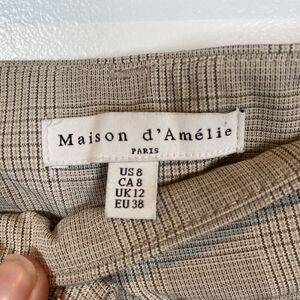 Maison d'Amélie
PARIS
US 8
CA 8
UK 12
EU 38